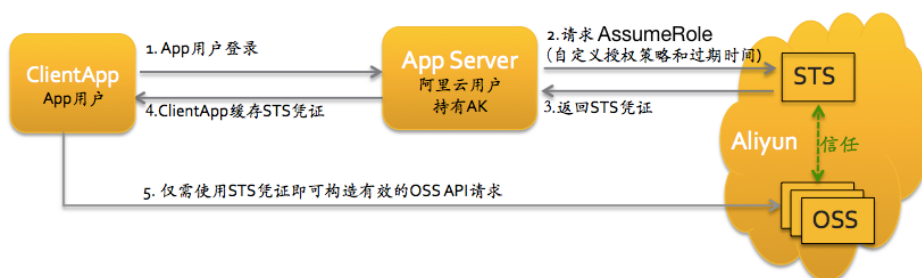 1. App用户登录
2.请求 AssumeRole
(自定义授权策略和过期时间)
ClientApp
App用户
App Server
阿里云用户
持有AK
STS
4.ClientApp缓存STS凭证
3.返回STS凭证
Aliyun
信任
5. 仅需使用STS凭证即可构造有效的OSS API请求
OSS